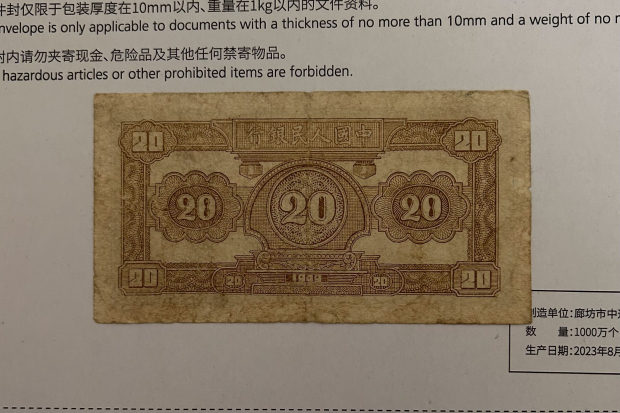 件封仅限于包装厚度在10mm以内、重量在1kg以内的文件资料。
nvelope is only applicable to documents with a thickness of no more than 10mm and a weight of no
内请勿夹寄现金、危险品及其他任何禁寄物品。
hazardous articles or other prohibited items are forbidden.
20 中國人民銀行 20
20 20 20
20 20 1949 20 20
制造单位:廊坊市中
数 量:1000万个
生产日期:2023年8月